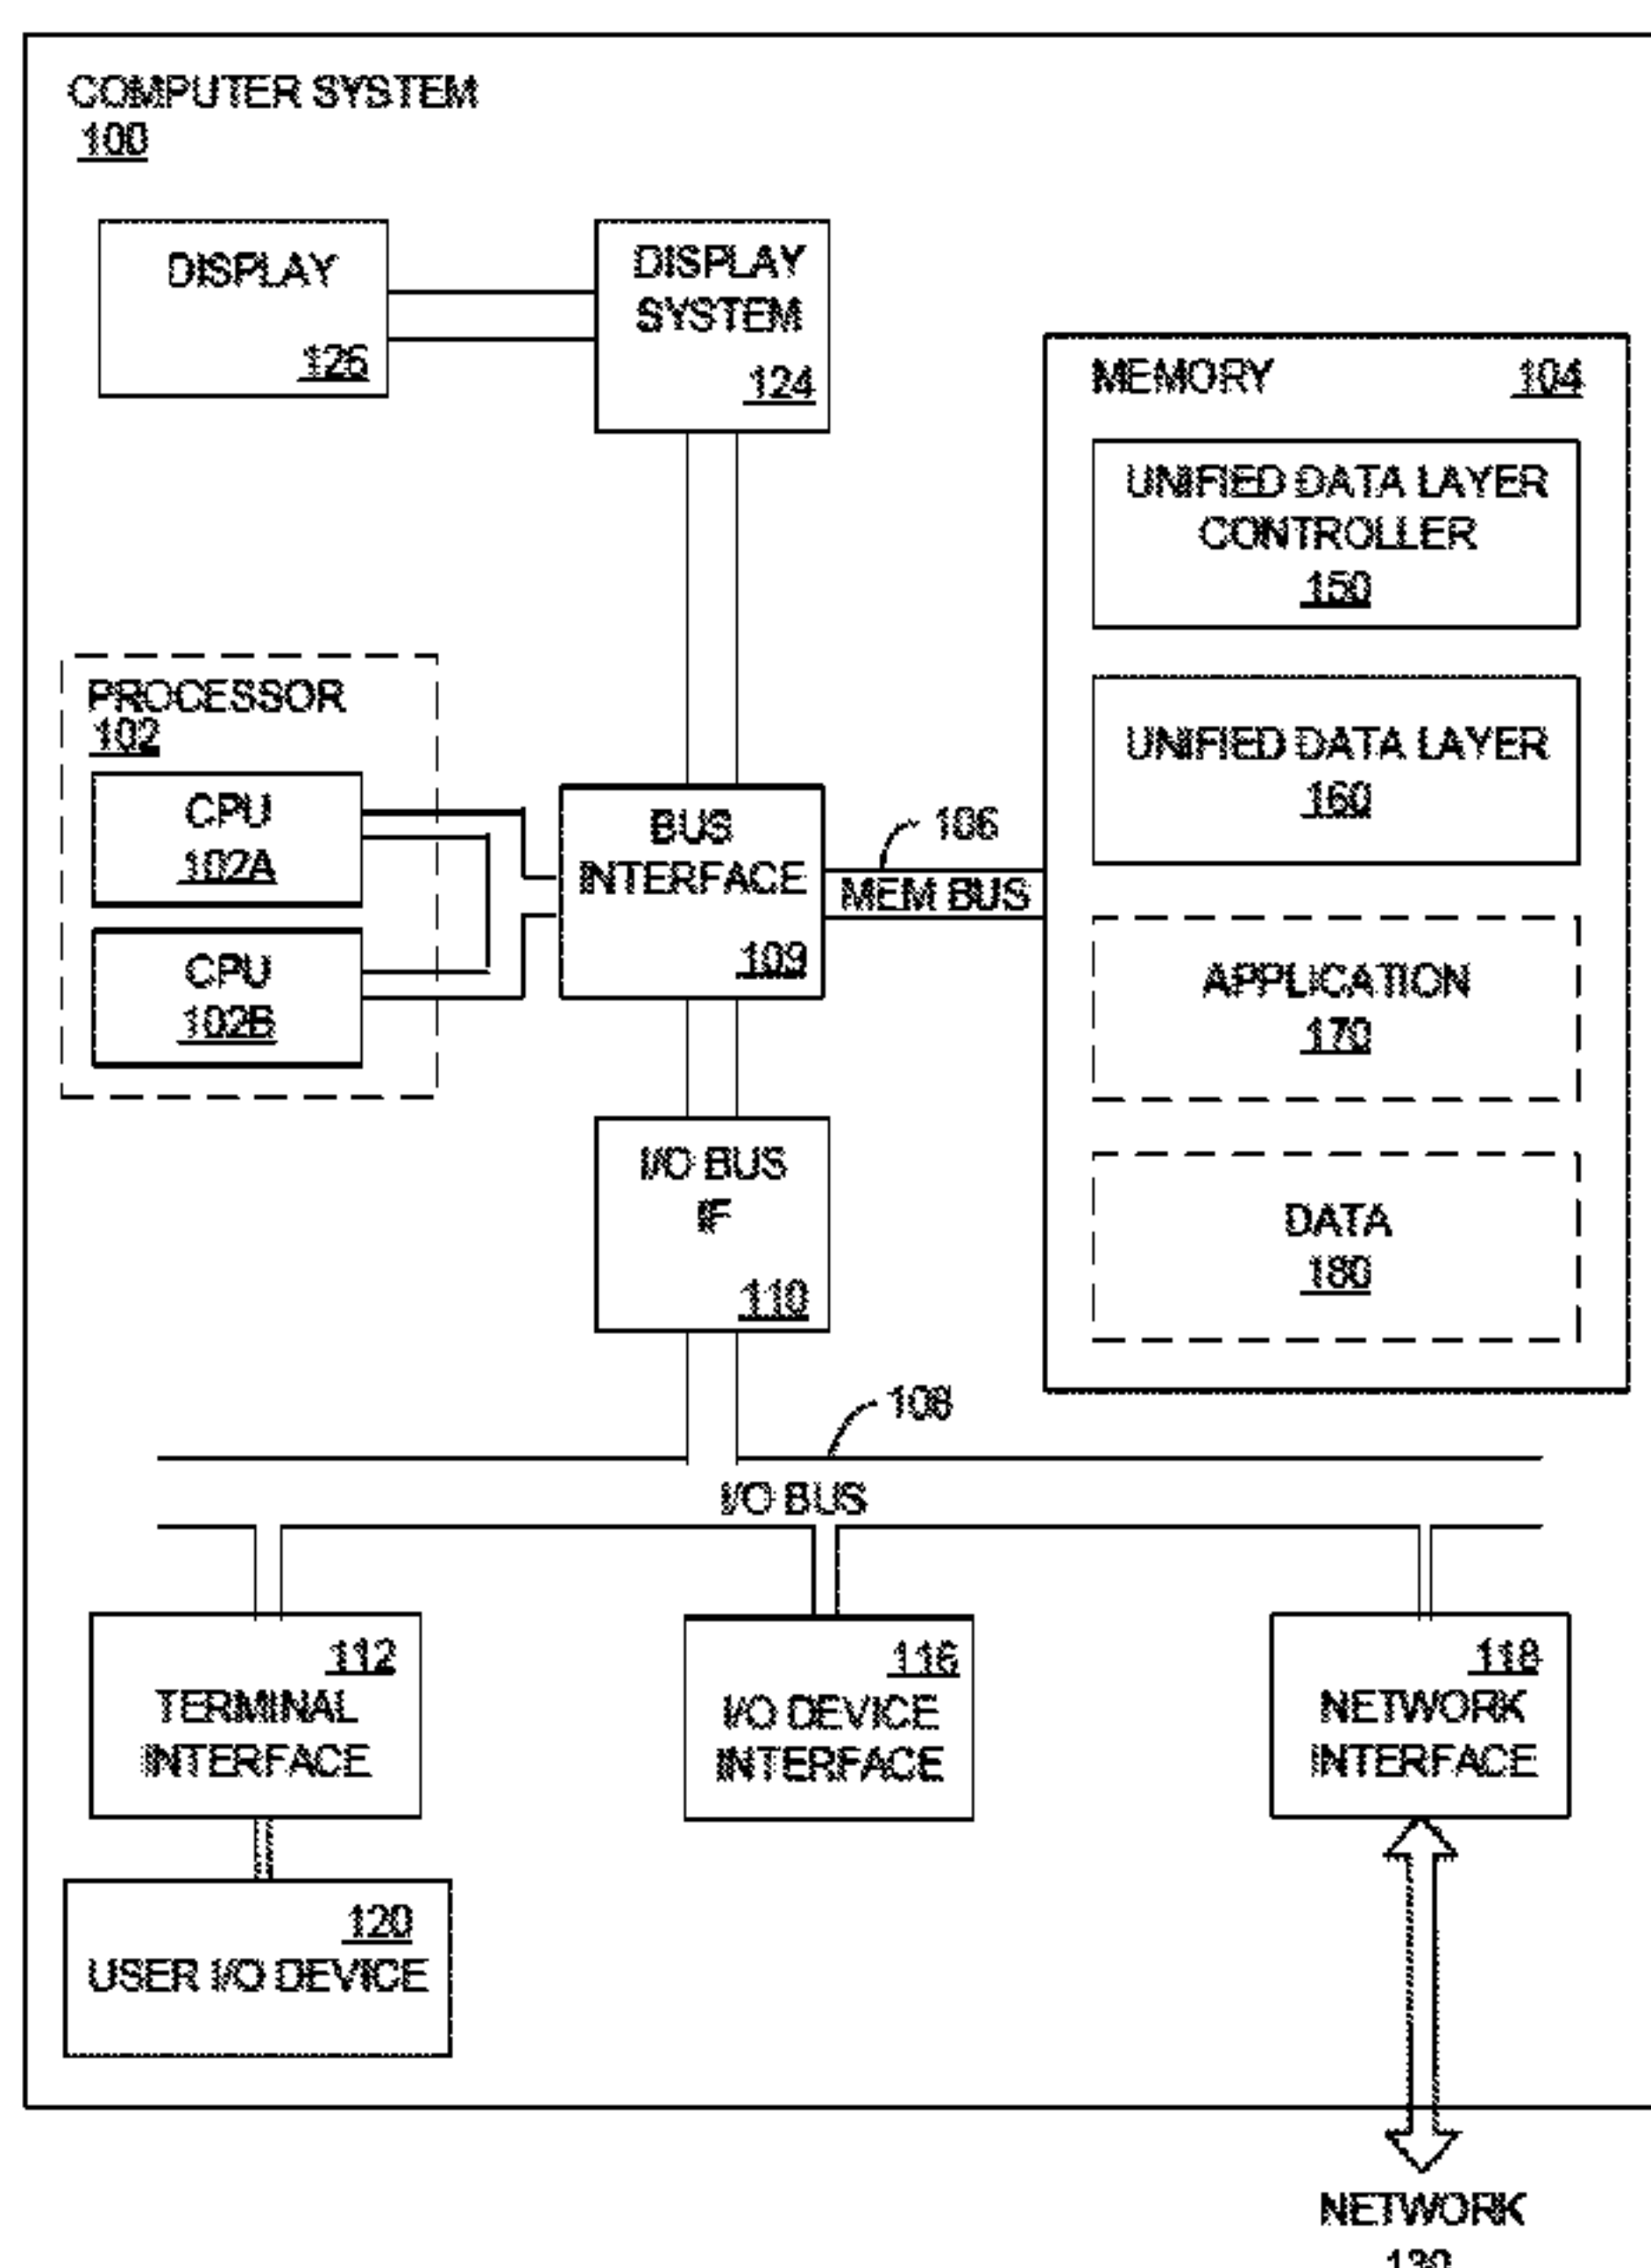 COMPUTER SYSTEM
100
DISPLAY
126
DISPLAY
SYSTEM
124
MEMORY 104
UNIFIED DATA LAYER
CONTROLLER
150
UNIFIED DATA LAYER
160
APPLICATION
170
DATA
180
PROCESSOR
102
CPU
102A
CPU
102B
BUS
INTERFACE
109
106
MEM BUS
I/O BUS
IF
110
108
I/O BUS
112
TERMINAL
INTERFACE
116
I/O DEVICE
INTERFACE
118
NETWORK
INTERFACE
120
USER I/O DEVICE
NETWORK
130